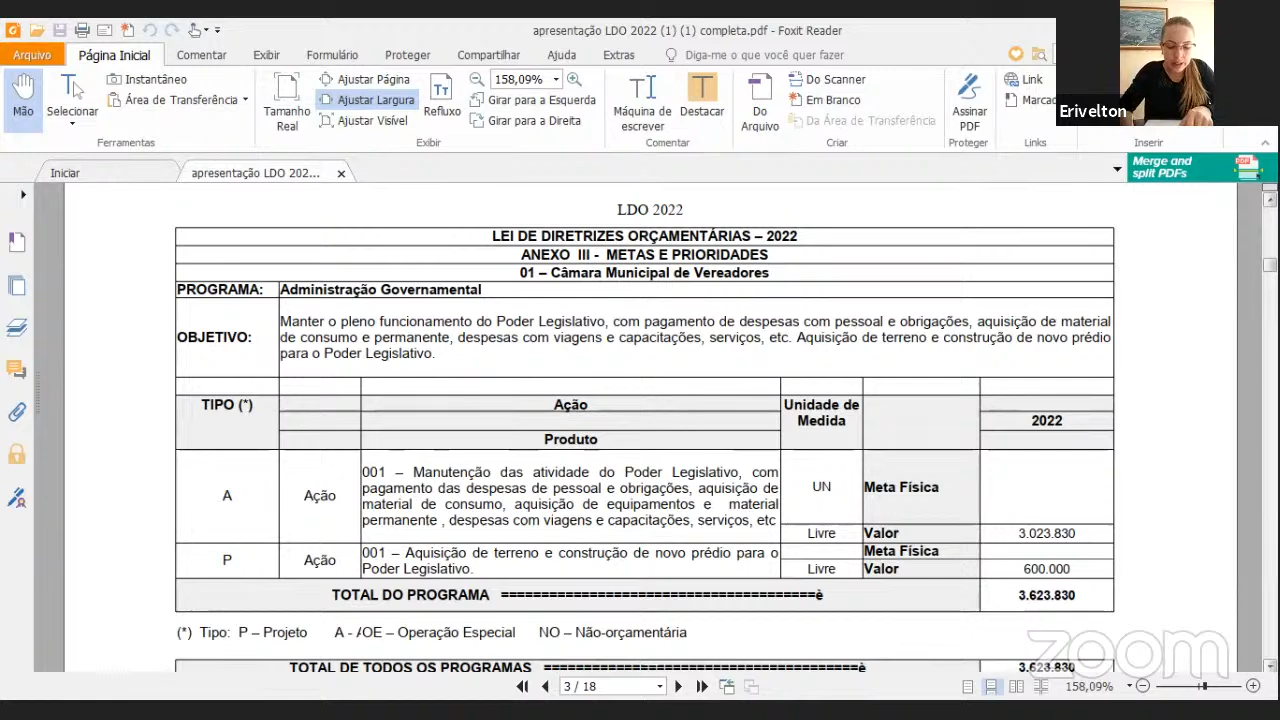 apresentação LDO 2022 (1) (1) completa.pdf - Foxit Reader
Arquivo Página Inicial Comentar Exibir Formulário Proteger Compartilhar Ajuda Extras Diga-me o que você quer fazer
Mão
Selecionar
Instantâneo
Área de Transferência
Ferramentas
Tamanho Real
Ajustar Página
Ajustar Largura
Ajustar Visível
Refluxo
158,09%
Girar para a Esquerda
Girar para a Direita
Exibir
Máquina de escrever
Destacar
Comentar
Do Arquivo
Do Scanner
Em Branco
Da Área de Transferência
Criar
Assinar PDF
Proteger
Link
Marcad
Links
Inserir
Erivelton
Iniciar
apresentação LDO 202...
Merge and
split PDFs
LDO 2022
LEI DE DIRETRIZES ORÇAMENTÁRIAS – 2022
ANEXO III - METAS E PRIORIDADES
01 – Câmara Municipal de Vereadores
PROGRAMA: Administração Governamental
OBJETIVO:
Manter o pleno funcionamento do Poder Legislativo, com pagamento de despesas com pessoal e obrigações, aquisição de material
de consumo e permanente, despesas com viagens e capacitações, serviços, etc. Aquisição de terreno e construção de novo prédio
para o Poder Legislativo.
TIPO (*)
Ação
Produto
Unidade de
Medida
2022
A
Ação
001 – Manutenção das atividade do Poder Legislativo, com
pagamento das despesas de pessoal e obrigações, aquisição de
material de consumo, aquisição de equipamentos e material
permanente , despesas com viagens e capacitações, serviços, etc
UN Meta Física
Livre Valor 3.023.830
P
Ação
001 – Aquisição de terreno e construção de novo prédio para o
Poder Legislativo.
Meta Física
Livre Valor 600.000
TOTAL DO PROGRAMA =======================================è 3.623.830
(*) Tipo: P – Projeto A - /OE – Operação Especial NO – Não-orçamentária
TOTAL DE TODOS OS PROGRAMAS =======================================è 3.623.830
zoom
3 / 18
158,09%